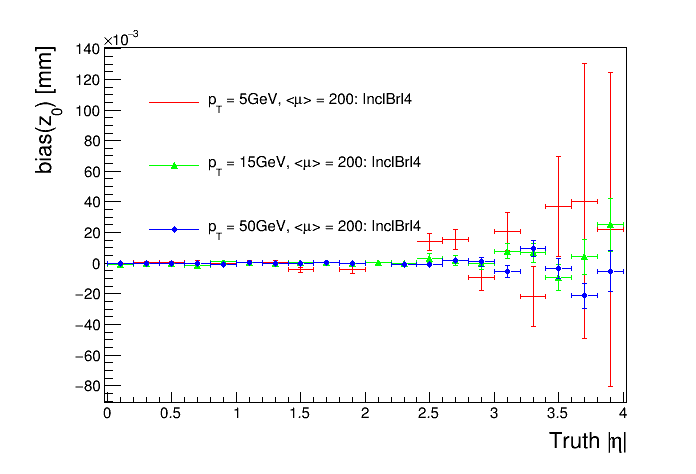 ×10⁻³
bias(z₀) [mm]
140
120
100
80
60
40
20
0
−20
−40
−60
−80
p_T = 5GeV, <μ> = 200: InclBrl4
p_T = 15GeV, <μ> = 200: InclBrl4
p_T = 50GeV, <μ> = 200: InclBrl4
0 0.5 1 1.5 2 2.5 3 3.5 4
Truth |η|